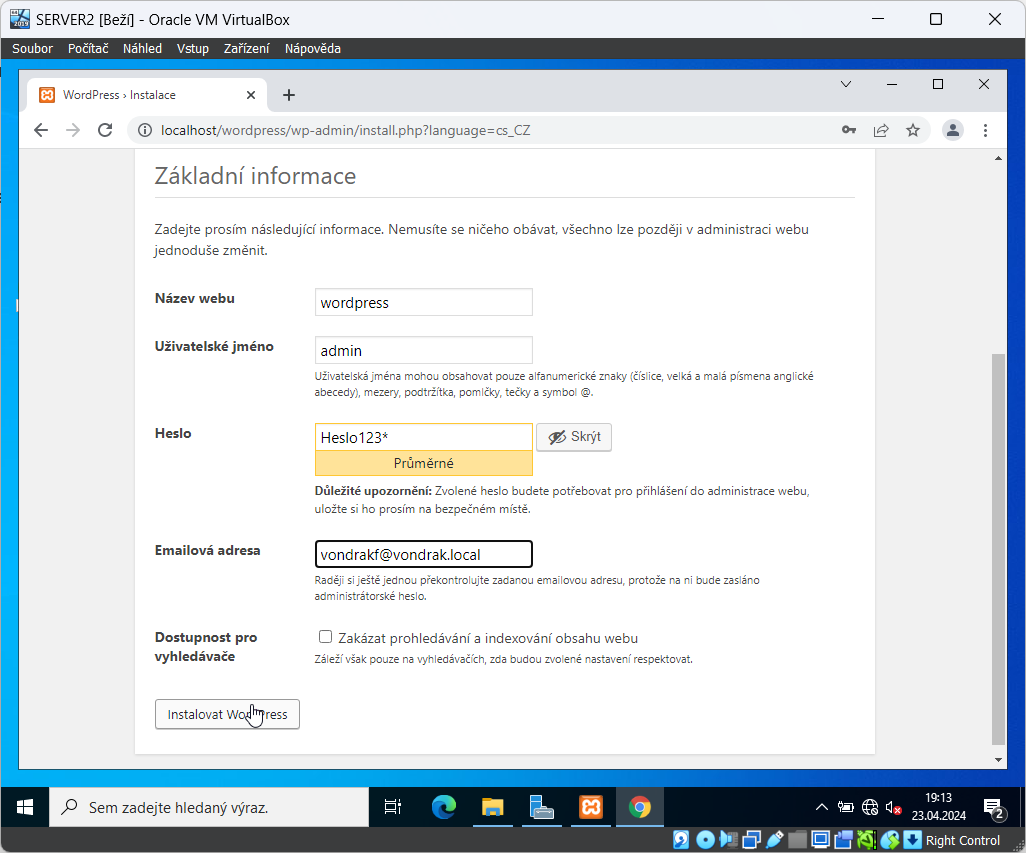 SERVER2 [Beží] - Oracle VM VirtualBox
Soubor Počítač Náhled Vstup Zařízení Nápověda
WordPress › Instalace
localhost/wordpress/wp-admin/install.php?language=cs_CZ
Základní informace
Zadejte prosím následující informace. Nemusíte se ničeho obávat, všechno lze později v administraci webu
jednoduše změnit.
Název webu
wordpress
Uživatelské jméno
admin
Uživatelská jména mohou obsahovat pouze alfanumerické znaky (číslice, velká a malá písmena anglické
abecedy), mezery, podtržítka, pomlčky, tečky a symbol @.
Heslo
Heslo123*
Skrýt
Průměrné
Důležité upozornění: Zvolené heslo budete potřebovat pro přihlášení do administrace webu,
uložte si ho prosím na bezpečném místě.
Emailová adresa
vondrakf@vondrak.local
Raději si ještě jednou překontrolujte zadanou emailovou adresu, protože na ni bude zasláno
administrátorské heslo.
Dostupnost pro
vyhledávače
Zakázat prohledávání a indexování obsahu webu
Záleží však pouze na vyhledávačích, zda budou zvolené nastavení respektovat.
Instalovat WordPress
Sem zadejte hledaný výraz.
19:13
23.04.2024
2
Right Control